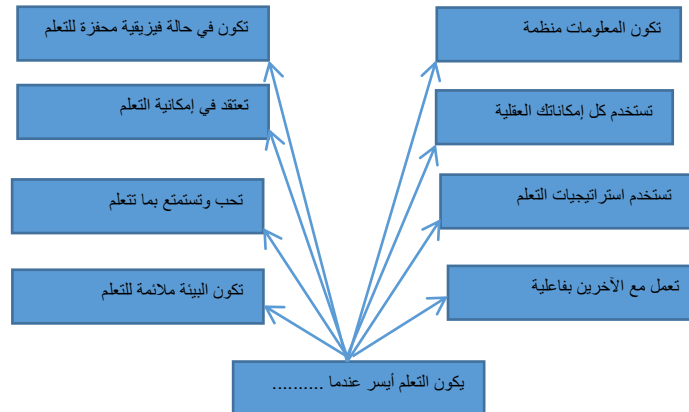 تكون المعلومات منظمة
تكون في حالة فيزيقية محفزة للتعلم
تستخدم كل إمكاناتك العقلية
تعتقد في إمكانية التعلم
تستخدم استراتيجيات التعلم
تحب وتستمتع بما تتعلم
تعمل مع الآخرين بفاعلية
تكون البيئة ملائمة للتعلم
يكون التعلم أيسر عندما ..........